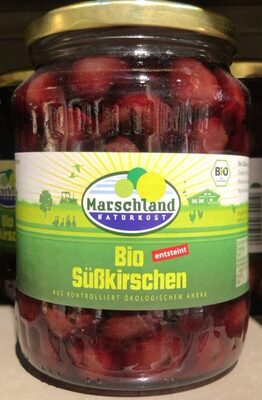 Marschland
NATURKOST
BIO
Bio
entsteint
Süßkirschen
AUS KONTROLLIERT ÖKOLOGISCHEM ANBAU